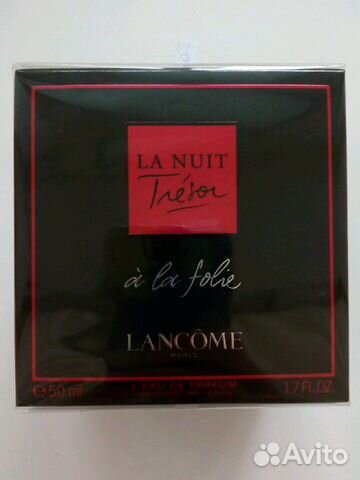 LA NUIT
Trésor
à la folie
LANCÔME
PARIS
L'EAU DE PARFUM
℮ 50 ml
1.7 FL.OZ.
Avito